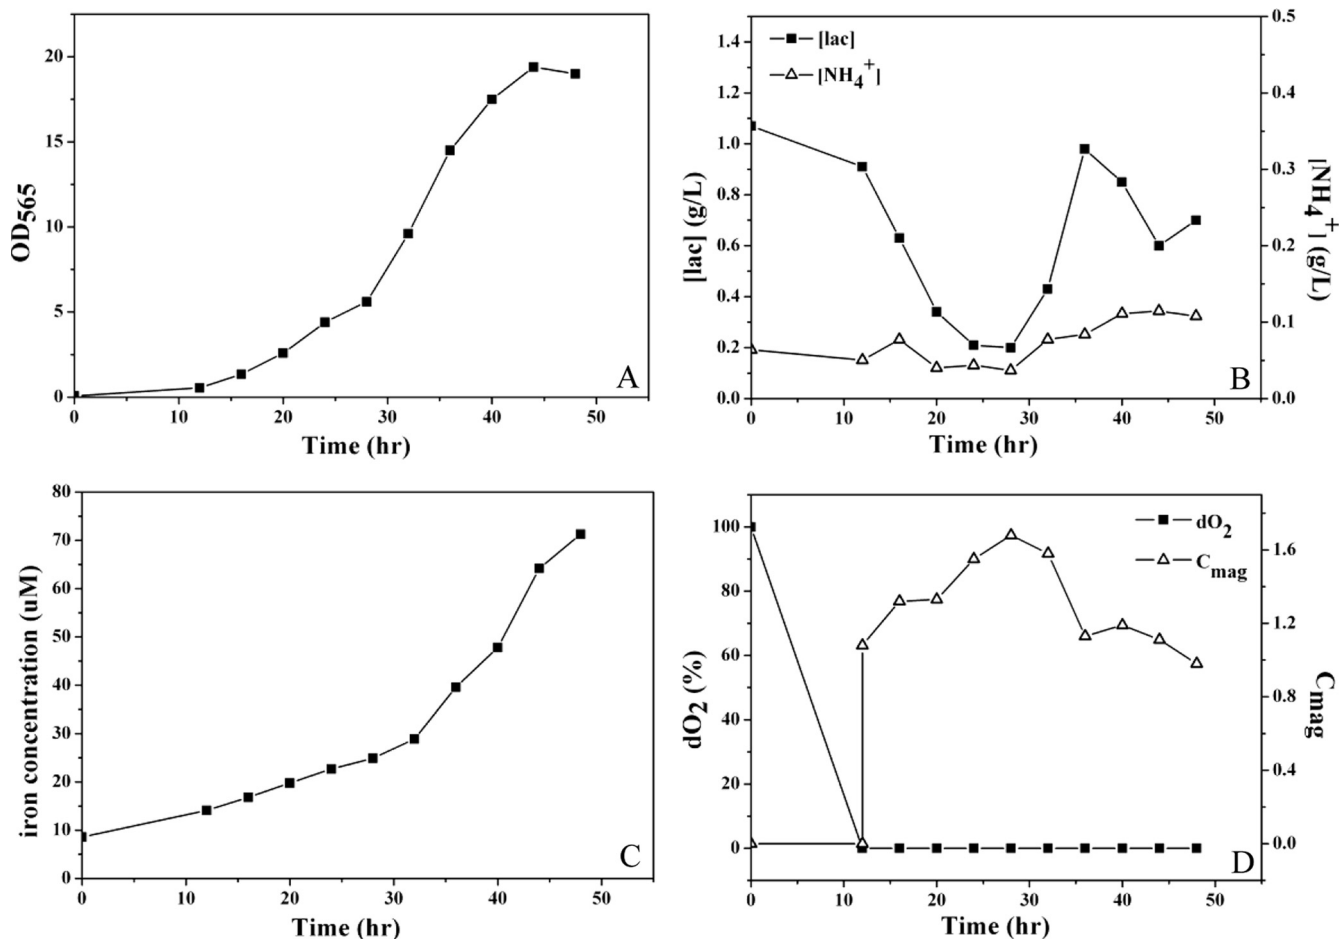 20
15
10
5
0
OD565
0 10 20 30 40 50
Time (hr)
A
1.4
1.2
1.0
0.8
0.6
0.4
0.2
0.0
[lac] (g/L)
[lac]
[NH4+]
0.5
0.4
0.3
0.2
0.1
0.0
[NH4+] (g/L)
0 10 20 30 40 50
Time (hr)
B
80
70
60
50
40
30
20
10
0
iron concentration (uM)
0 10 20 30 40 50
Time (hr)
C
100
80
60
40
20
0
dO2 (%)
dO2
Cmag
1.6
1.2
0.8
0.4
0.0
Cmag
0 10 20 30 40 50
Time (hr)
D